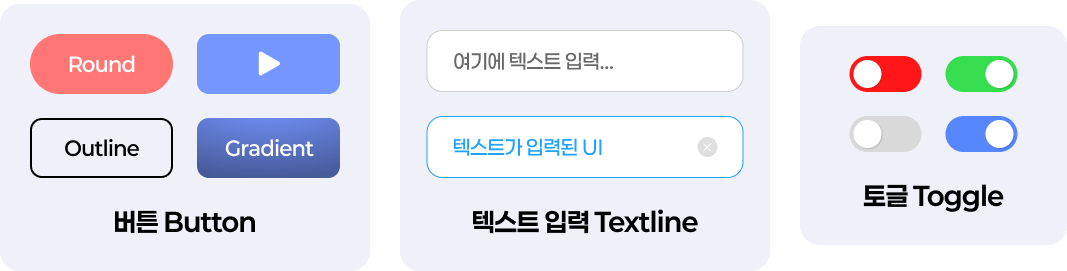 Round
Outline
Gradient
버튼 Button
여기에 텍스트 입력...
텍스트가 입력된 UI
텍스트 입력 Textline
토글 Toggle